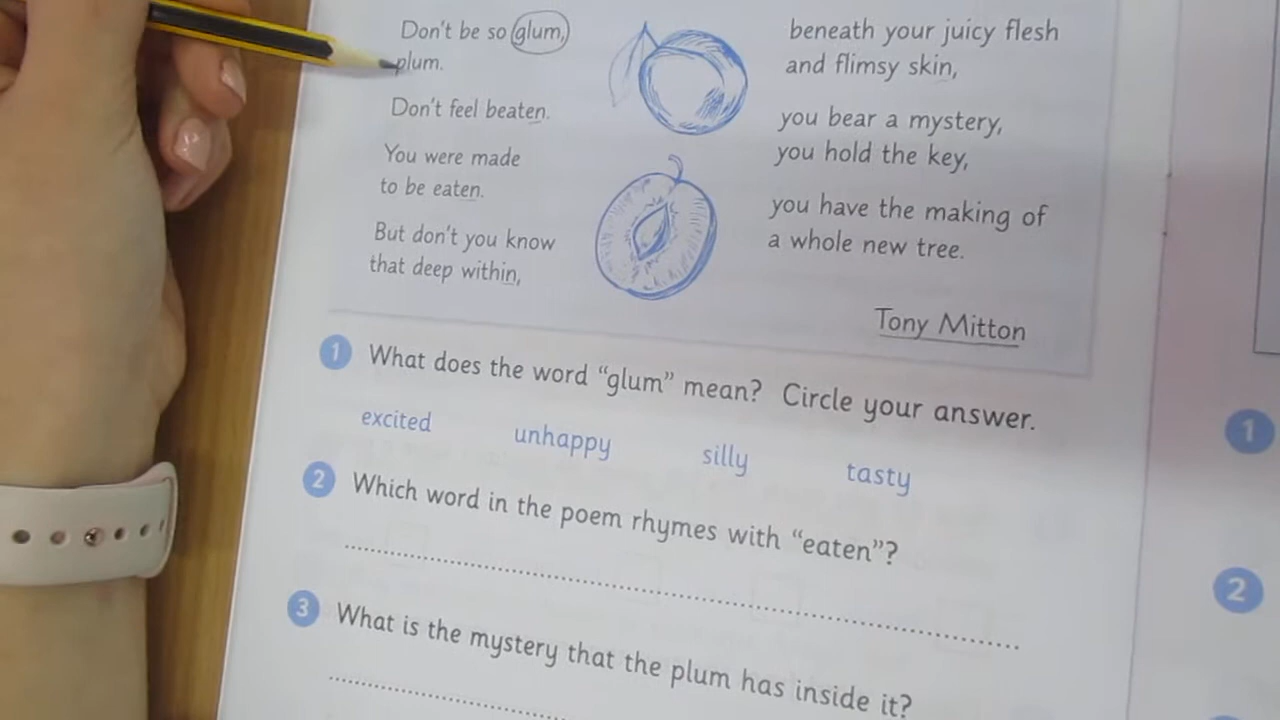 Don't be so glum,
plum.
Don't feel beaten.
You were made
to be eaten.
But don't you know
that deep within,
beneath your juicy flesh
and flimsy skin,
you bear a mystery,
you hold the key,
you have the making of
a whole new tree.
Tony Mitton
1 What does the word “glum” mean? Circle your answer.
excited unhappy silly tasty
2 Which word in the poem rhymes with “eaten”?
3 What is the mystery that the plum has inside it?
1
2